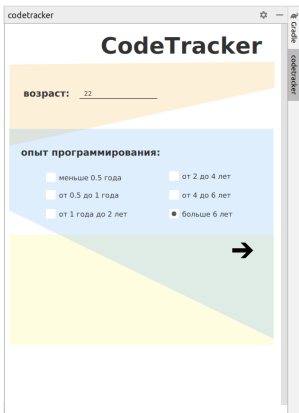 codetracker
Gradle
codetracker
CodeTracker
возраст: 22
опыт программирования:
меньше 0.5 года
от 2 до 4 лет
от 0.5 до 1 года
от 4 до 6 лет
от 1 года до 2 лет
больше 6 лет